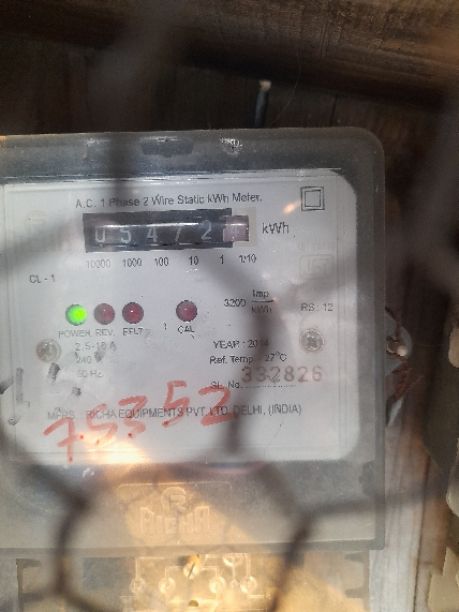 A.C. 1 Phase 2 Wire Static kWh Meter.
05472 kWh
10000 1000 100 10 1 1/10
CL - 1
3200 Imp/kWh RS : 12
POWER REV. E/LT CAL
2.5-10 A YEAR : 2014
240 Ref. Temp. 27°C
50 Hz
SL. No. 332826
MFRS. : RICHA EQUIPMENTS PVT. LTD. DELHI, (INDIA)
75352